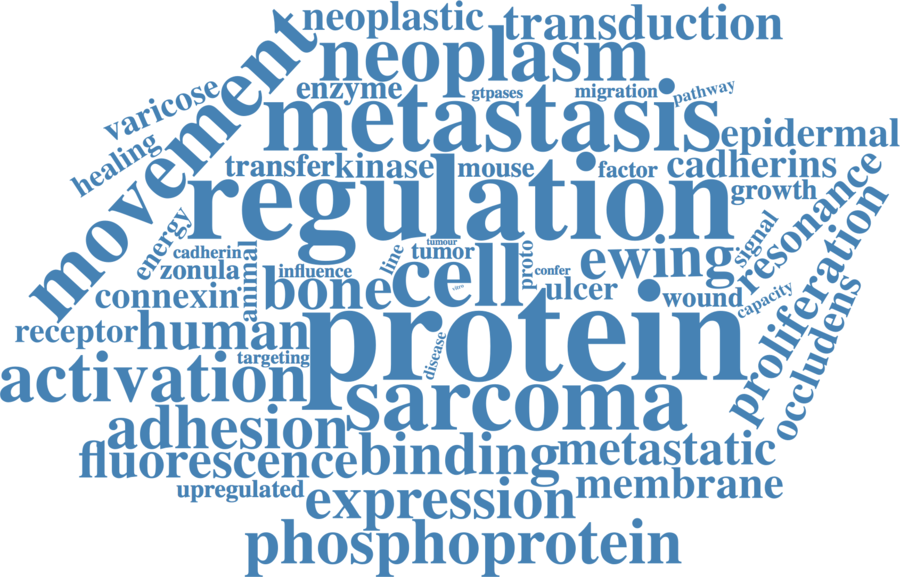 neoplastic
transduction
neoplasm
movement
enzyme
gtpases
migration
pathway
varicose
metastasis
epidermal
healing
transfer
kinase
mouse
factor
cadherins
regulation
growth
resonance
energy
cadherin
zonula
animal
line
tumour
tumor
proto
ewing
signal
proliferation
influence
bone
cell
vitro
confer
ulcer
wound
capacity
connexin
occludens
receptor
human
protein
targeting
disease
activation
sarcoma
adhesion
fluorescence
binding
metastatic
upregulated
expression
membrane
phosphoprotein